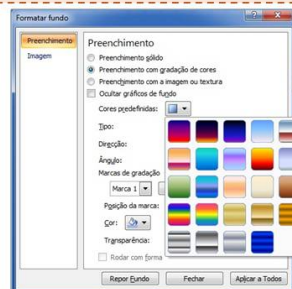 Formatar fundo
Preenchimento
Imagem
Preenchimento
Preenchimento sólido
Preenchimento com gradação de cores
Preenchimento com a imagem ou textura
Ocultar gráficos de fundo
Cores predefinidas:
Tipo:
Direcção:
Ângulo:
Marcas de gradação
Marca 1
Posição da marca:
Cor:
Transparência:
Rodar com forma
Repor Fundo
Fechar
Aplicar a Todos